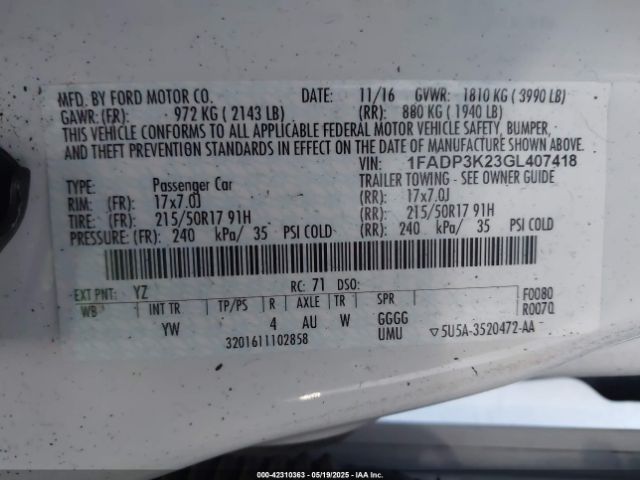 MFD. BY FORD MOTOR CO. DATE: 11/16 GVWR: 1810 KG ( 3990 LB)
GAWR: (FR): 972 KG ( 2143 LB) (RR): 880 KG ( 1940 LB)
THIS VEHICLE CONFORMS TO ALL APPLICABLE FEDERAL MOTOR VEHICLE SAFETY, BUMPER,
AND THEFT PREVENTION STANDARDS IN EFFECT ON THE DATE OF MANUFACTURE SHOWN ABOVE.
VIN: 1FADP3K23GL407418
TYPE: Passenger Car TRAILER TOWING - SEE OWNER GUIDE
RIM: (FR) 17x7.0J (RR): 17x7.0J
TIRE: (FR) 215/50R17 91H (RR): 215/50R17 91H
PRESSURE: (FR) 240 kPa/ 35 PSI COLD (RR): 240 kPa/ 35 PSI COLD
EXT PNT: YZ RC: 71 DSO:
WB INT TR TP/PS R AXLE TR SPR F0080
R0070
YW 4 AU W GGGG
UMU
3201611102858 ▽5U5A-3520472-AA
000-42310363 - 05/19/2025 - IAA Inc.